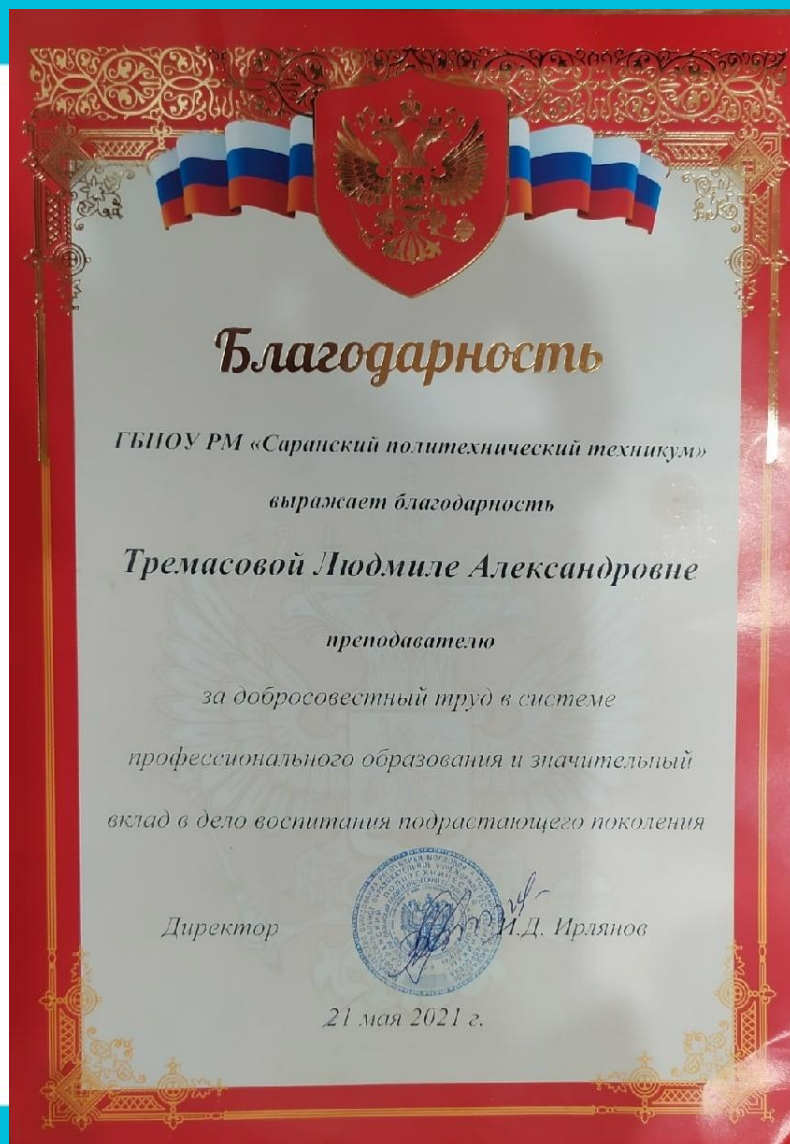 Благодарность
ГБПОУ РМ «Саранский политехнический техникум»
выражает благодарность
Тремасовой Людмиле Александровне
преподавателю
за добросовестный труд в системе
профессионального образования и значительный
вклад в дело воспитания подрастающего поколения
Директор И.Д. Ирлянов
21 мая 2021 г.